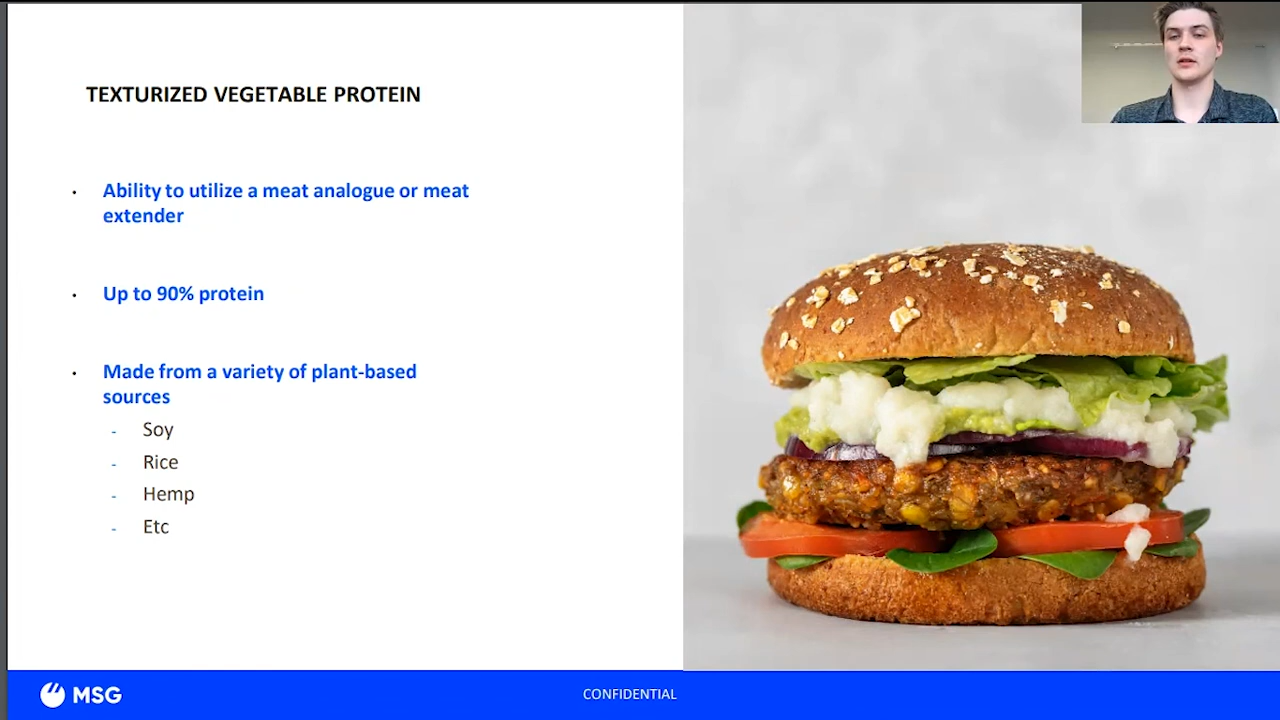 TEXTURIZED VEGETABLE PROTEIN
• Ability to utilize a meat analogue or meat
extender
• Up to 90% protein
• Made from a variety of plant-based
sources
- Soy
- Rice
- Hemp
- Etc
MSG
CONFIDENTIAL